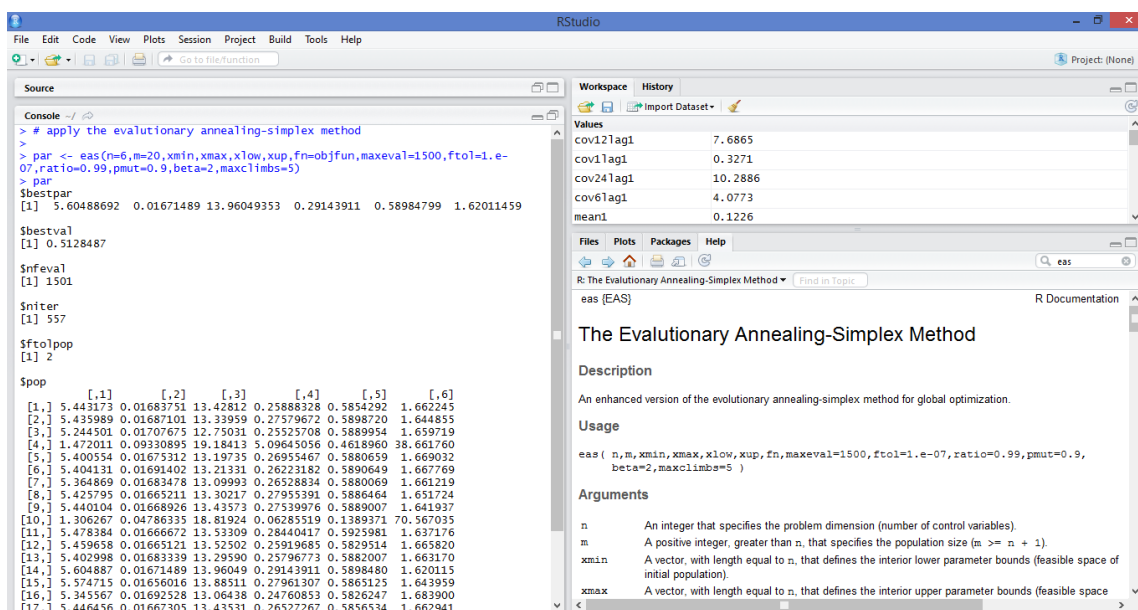 RStudio
File Edit Code View Plots Session Project Build Tools Help
Go to file/function
Project: (None)
Source
Console ~/
> # apply the evalutionary annealing-simplex method
>
> par <- eas(n=6,m=20,xmin,xmax,xlow,xup,fn=objfun,maxeval=1500,ftol=1.e-
07,ratio=0.99,pmut=0.9,beta=2,maxclimbs=5)
> par
$bestpar
[1] 5.60488692 0.01671489 13.96049353 0.29143911 0.58984799 1.62011459
$bestval
[1] 0.5128487
$nfeval
[1] 1501
$niter
[1] 557
$ftolpop
[1] 2
$pop
[,1] [,2] [,3] [,4] [,5] [,6]
[1,] 5.443173 0.01683751 13.42812 0.25888328 0.5854292 1.662245
[2,] 5.435989 0.01687101 13.33959 0.27579672 0.5898720 1.644855
[3,] 5.244501 0.01707675 12.75031 0.25525708 0.5889954 1.659719
[4,] 1.472011 0.09330895 19.18413 5.09645056 0.4618960 38.661760
[5,] 5.400554 0.01675312 13.19735 0.26955467 0.5880659 1.669032
[6,] 5.404131 0.01691402 13.21331 0.26223182 0.5890649 1.667769
[7,] 5.364869 0.01683478 13.09993 0.26528834 0.5880069 1.661219
[8,] 5.425795 0.01665211 13.30217 0.27955391 0.5886464 1.651724
[9,] 5.440104 0.01668926 13.43573 0.27539976 0.5889007 1.641937
[10,] 1.306267 0.04786335 18.81924 0.06285519 0.1389371 70.567035
[11,] 5.478384 0.01666672 13.53309 0.28440417 0.5925981 1.637176
[12,] 5.459658 0.01665121 13.52502 0.25919685 0.5829514 1.665820
[13,] 5.402998 0.01683339 13.29590 0.25796773 0.5882007 1.663170
[14,] 5.604887 0.01671489 13.96049 0.29143911 0.5898480 1.620115
[15,] 5.574715 0.01656016 13.88511 0.27961307 0.5865125 1.643959
[16,] 5.345567 0.01692528 13.06438 0.24760853 0.5826247 1.683900
[17,] 5.446456 0.01667305 13.43531 0.26527267 0.5856534 1.662941
Workspace History
Import Dataset
Values
cov12lag1 7.6865
cov1lag1 0.3271
cov24lag1 10.2886
cov6lag1 4.0773
mean1 0.1226
Files Plots Packages Help
eas
R: The Evalutionary Annealing-Simplex Method Find in Topic
eas {EAS} R Documentation
The Evalutionary Annealing-Simplex Method
Description
An enhanced version of the evolutionary annealing-simplex method for global optimization.
Usage
eas( n,m,xmin,xmax,xlow,xup,fn,maxeval=1500,ftol=1.e-07,ratio=0.99,pmut=0.9,
beta=2,maxclimbs=5 )
Arguments
n An integer that specifies the problem dimension (number of control variables).
m A positive integer, greater than n, that specifies the population size (m >= n + 1).
xmin A vector, with length equal to n, that defines the interior lower parameter bounds (feasible space of
initial population).
xmax A vector, with length equal to n, that defines the interior upper parameter bounds (feasible space